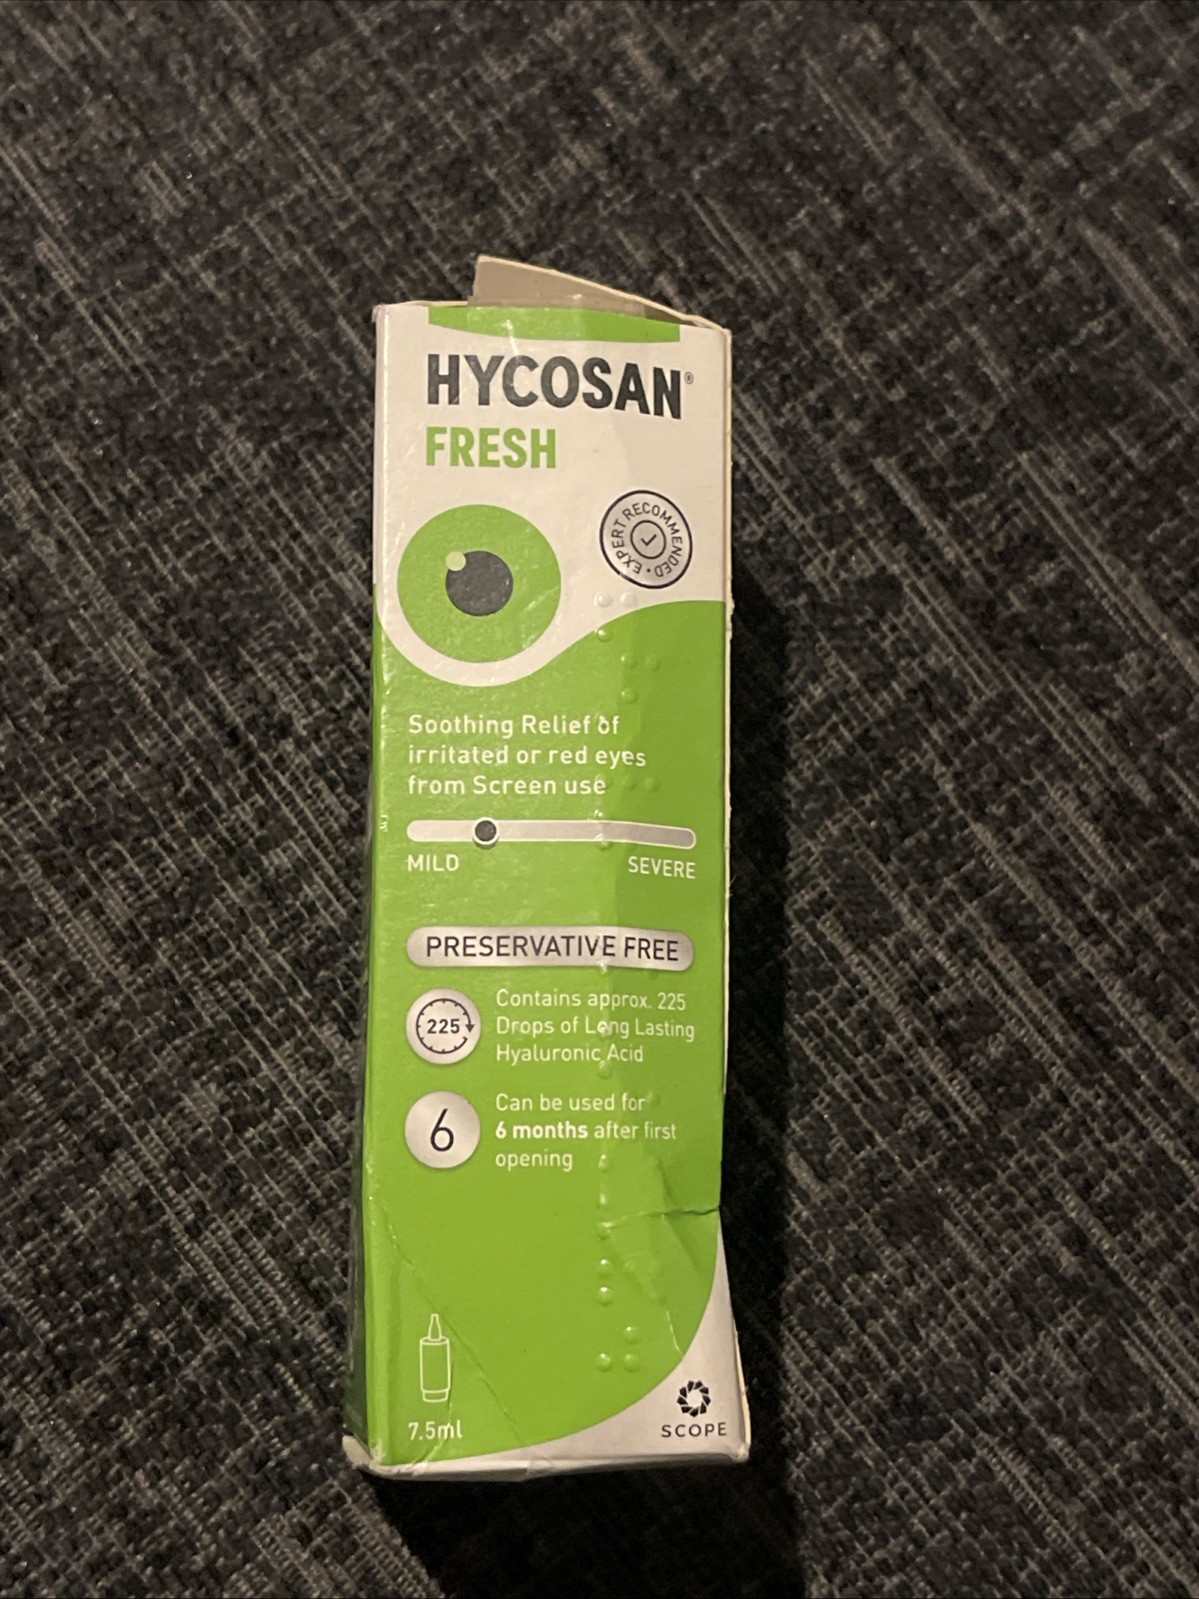 HYCOSAN®
FRESH
EXPERT RECOMMENDED •
Soothing Relief of
irritated or red eyes
from Screen use
MILD
SEVERE
PRESERVATIVE FREE
225
Contains approx. 225
Drops of Long Lasting
Hyaluronic Acid
6
Can be used for
6 months after first
opening
7.5ml
SCOPE